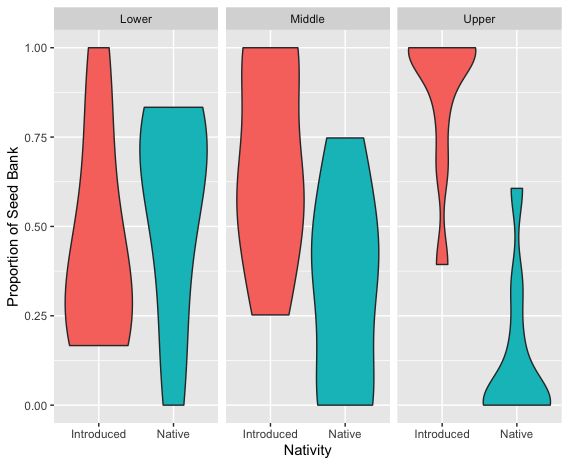 Lower Middle Upper
1.00
0.75
0.50
0.25
0.00
Proportion of Seed Bank
Introduced Native Introduced Native Introduced Native
Nativity